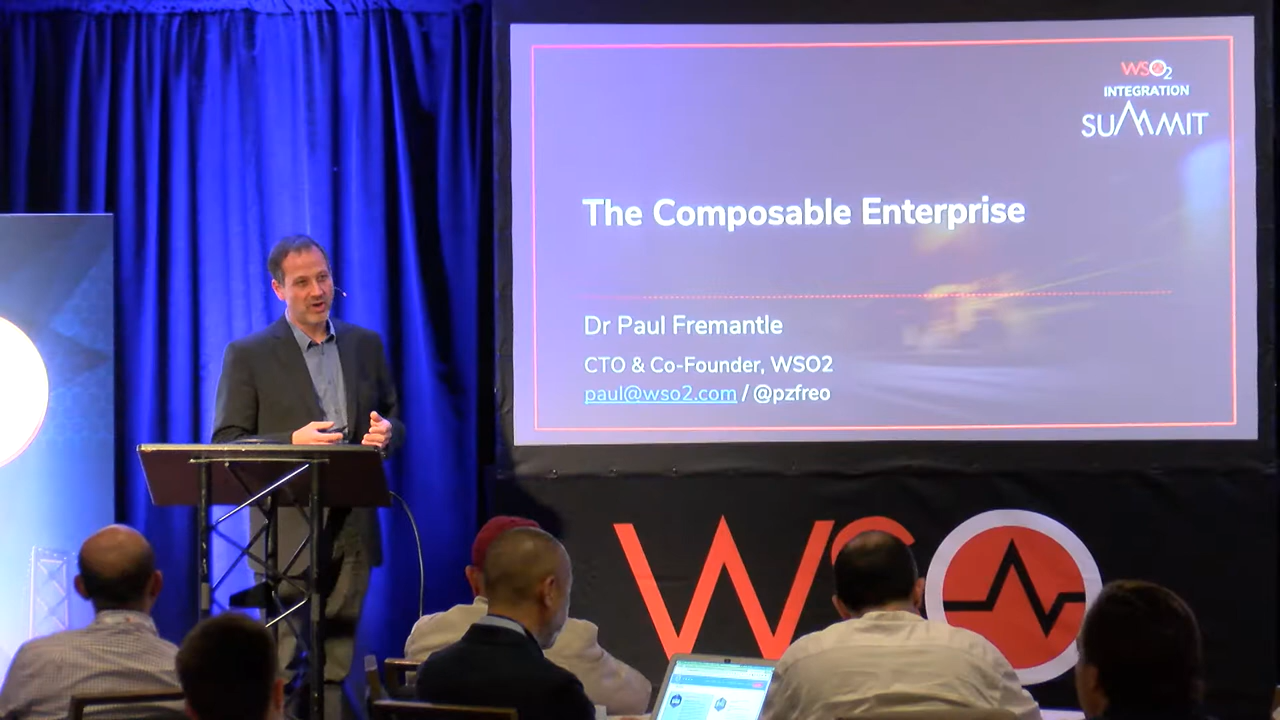 WSO2
INTEGRATION
SUMMIT
The Composable Enterprise
Dr Paul Fremantle
CTO & Co-Founder, WSO2
paul@wso2.com / @pzfreo
WSO